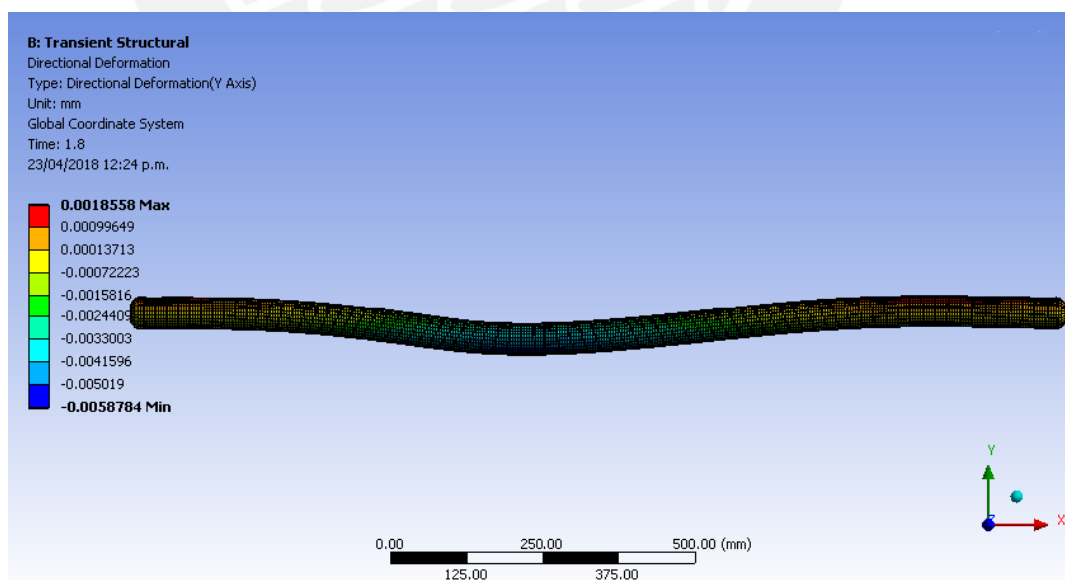 B: Transient Structural
Directional Deformation
Type: Directional Deformation(Y Axis)
Unit: mm
Global Coordinate System
Time: 1.8
23/04/2018 12:24 p.m.
0.0018558 Max
0.00099649
0.00013713
-0.00072223
-0.0015816
-0.0024409
-0.0033003
-0.0041596
-0.005019
-0.0058784 Min
Y
Z
X
0.00 250.00 500.00 (mm)
125.00 375.00